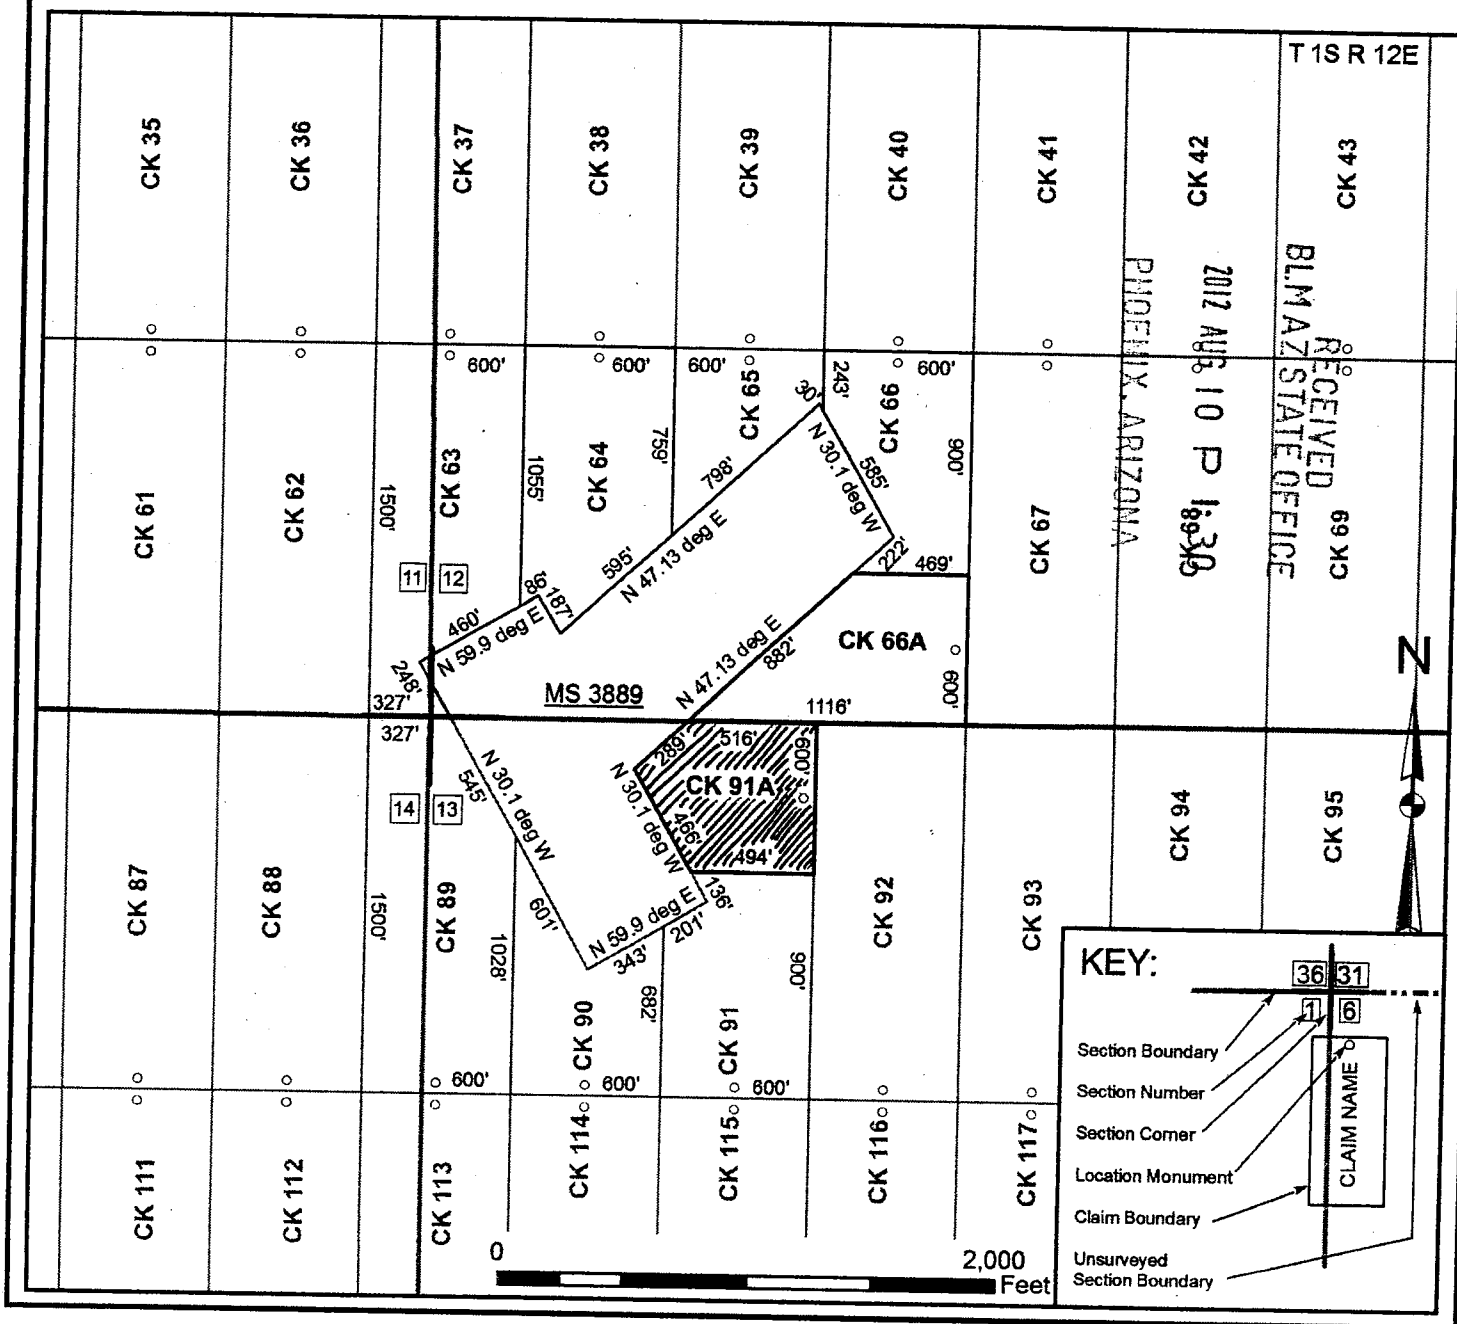 T 1S R 12E
CK 35
CK 36
CK 37
CK 38
CK 39
CK 40
CK 41
CK 42
CK 43
RECEIVED
BLM AZ STATE OFFICE
2012 AUG 10 P 1:30
PHOENIX, ARIZONA
600'
600'
600'
600'
CK 61
CK 62
CK 63
CK 64
CK 65
CK 66
CK 67
CK 68
CK 69
1500'
1055'
759'
243'
900'
30'
798'
N 30.1 deg W
585'
595'
N 47.13 deg E
222'
469'
11
12
86'
187'
460'
N 59.9 deg E
248'
N 47.13 deg E
882'
CK 66A
600'
MS 3889
327'
1116'
327'
N
289'
516'
600'
CK 91A
N 30.1 deg W
545'
N 30.1 deg W
466'
494'
14
13
CK 87
CK 88
CK 89
CK 92
CK 93
CK 94
CK 95
1500'
601'
136'
N 59.9 deg E
201'
343'
1028'
682'
900'
CK 90
CK 91
600'
600'
600'
CK 111
CK 112
CK 113
CK 114
CK 115
CK 116
CK 117
0
2,000
Feet
KEY:
36
31
1
6
Section Boundary
Section Number
Section Corner
Location Monument
Claim Boundary
Unsurveyed
Section Boundary
CLAIM NAME